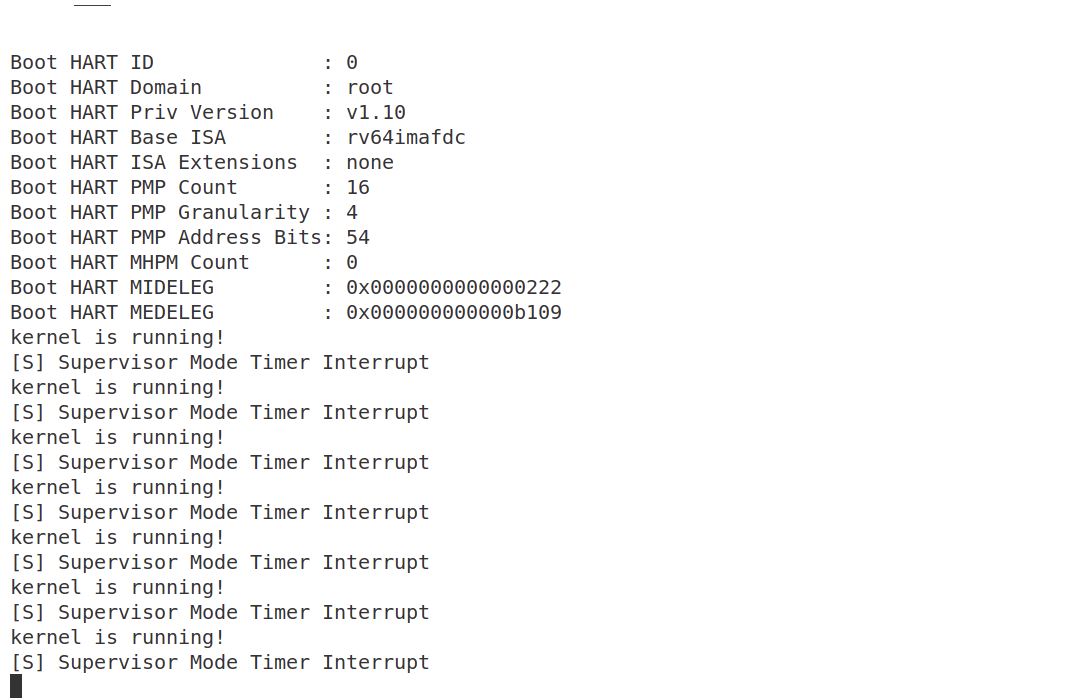 Boot HART ID              : 0
Boot HART Domain          : root
Boot HART Priv Version    : v1.10
Boot HART Base ISA        : rv64imafdc
Boot HART ISA Extensions  : none
Boot HART PMP Count       : 16
Boot HART PMP Granularity : 4
Boot HART PMP Address Bits: 54
Boot HART MHPM Count      : 0
Boot HART MIDELEG         : 0x0000000000000222
Boot HART MEDELEG         : 0x000000000000b109
kernel is running!
[S] Supervisor Mode Timer Interrupt
kernel is running!
[S] Supervisor Mode Timer Interrupt
kernel is running!
[S] Supervisor Mode Timer Interrupt
kernel is running!
[S] Supervisor Mode Timer Interrupt
kernel is running!
[S] Supervisor Mode Timer Interrupt
kernel is running!
[S] Supervisor Mode Timer Interrupt
kernel is running!
[S] Supervisor Mode Timer Interrupt